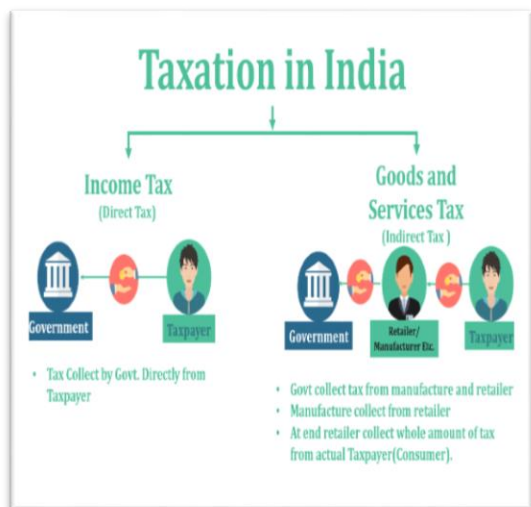 Taxation in India
Income Tax
(Direct Tax)
Government
Taxpayer
• Tax Collect by Govt. Directly from
Taxpayer
Goods and
Services Tax
(Indirect Tax )
Government
Retailer/
Manufacturer Etc.
Taxpayer
• Govt collect tax from manufacture and retailer
• Manufacture collect from retailer
• At end retailer collect whole amount of tax
from actual Taxpayer(Consumer).